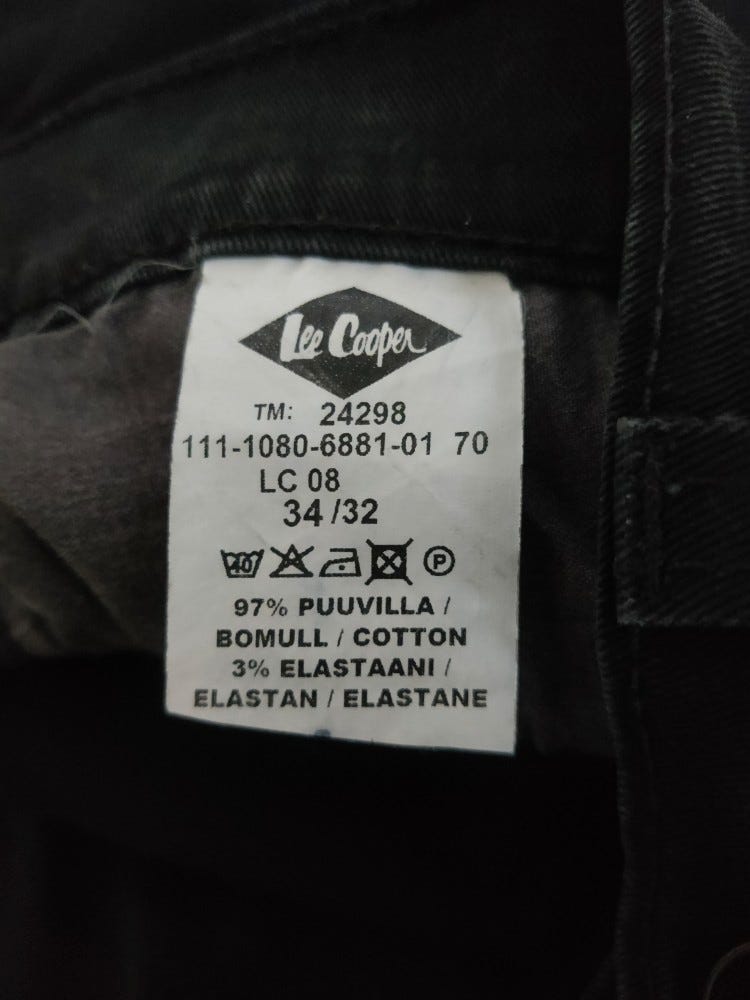 Lee Cooper
TM: 24298
111-1080-6881-01 70
LC 08
34/32
40 P
97% PUUVILLA /
BOMULL / COTTON
3% ELASTAANI /
ELASTAN / ELASTANE